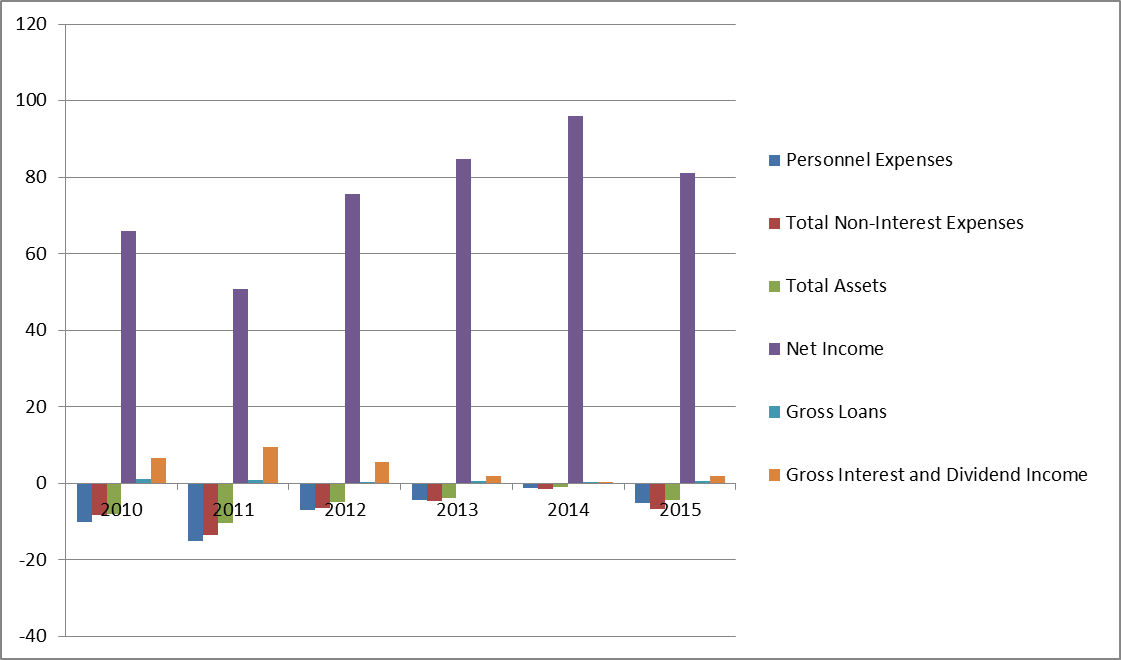 120
100
80
60
40
20
0
-20
-40
2010 2011 2012 2013 2014 2015
Personnel Expenses
Total Non-Interest Expenses
Total Assets
Net Income
Gross Loans
Gross Interest and Dividend Income